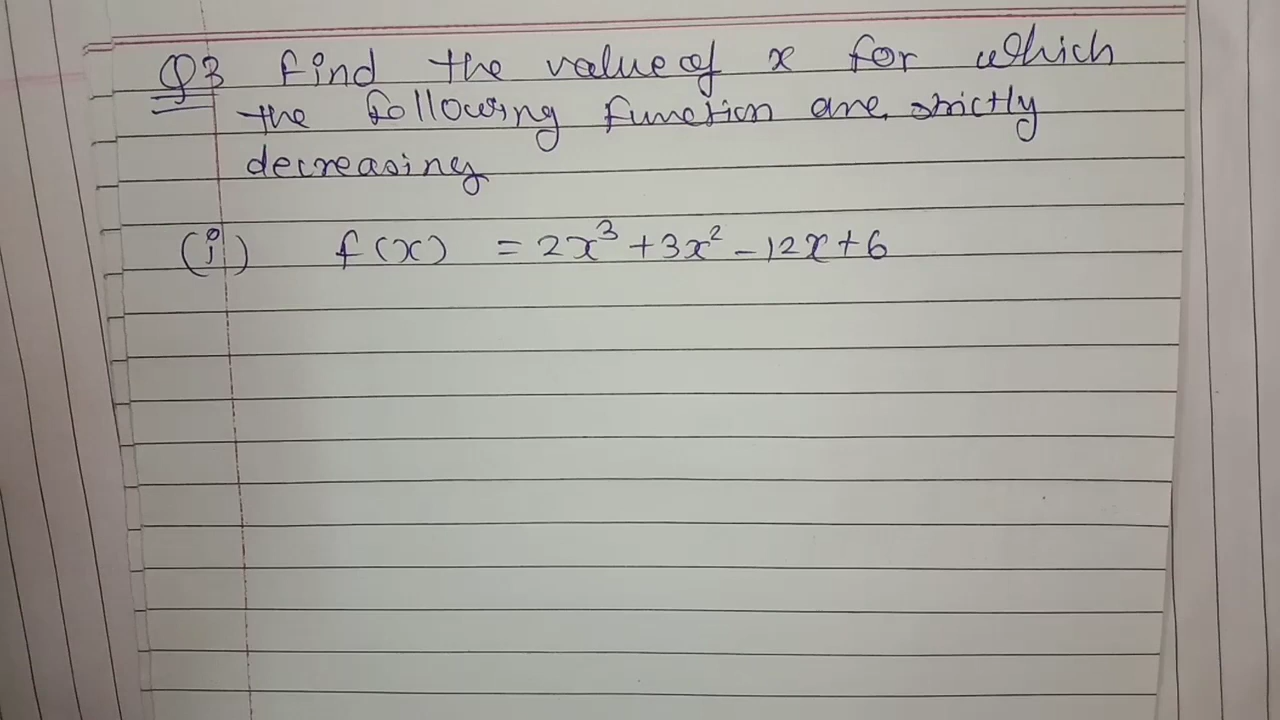 Q3 Find the value of x for which
the following function are strictly
decreasing
(i) f(x) = 2x³ + 3x² - 12x + 6